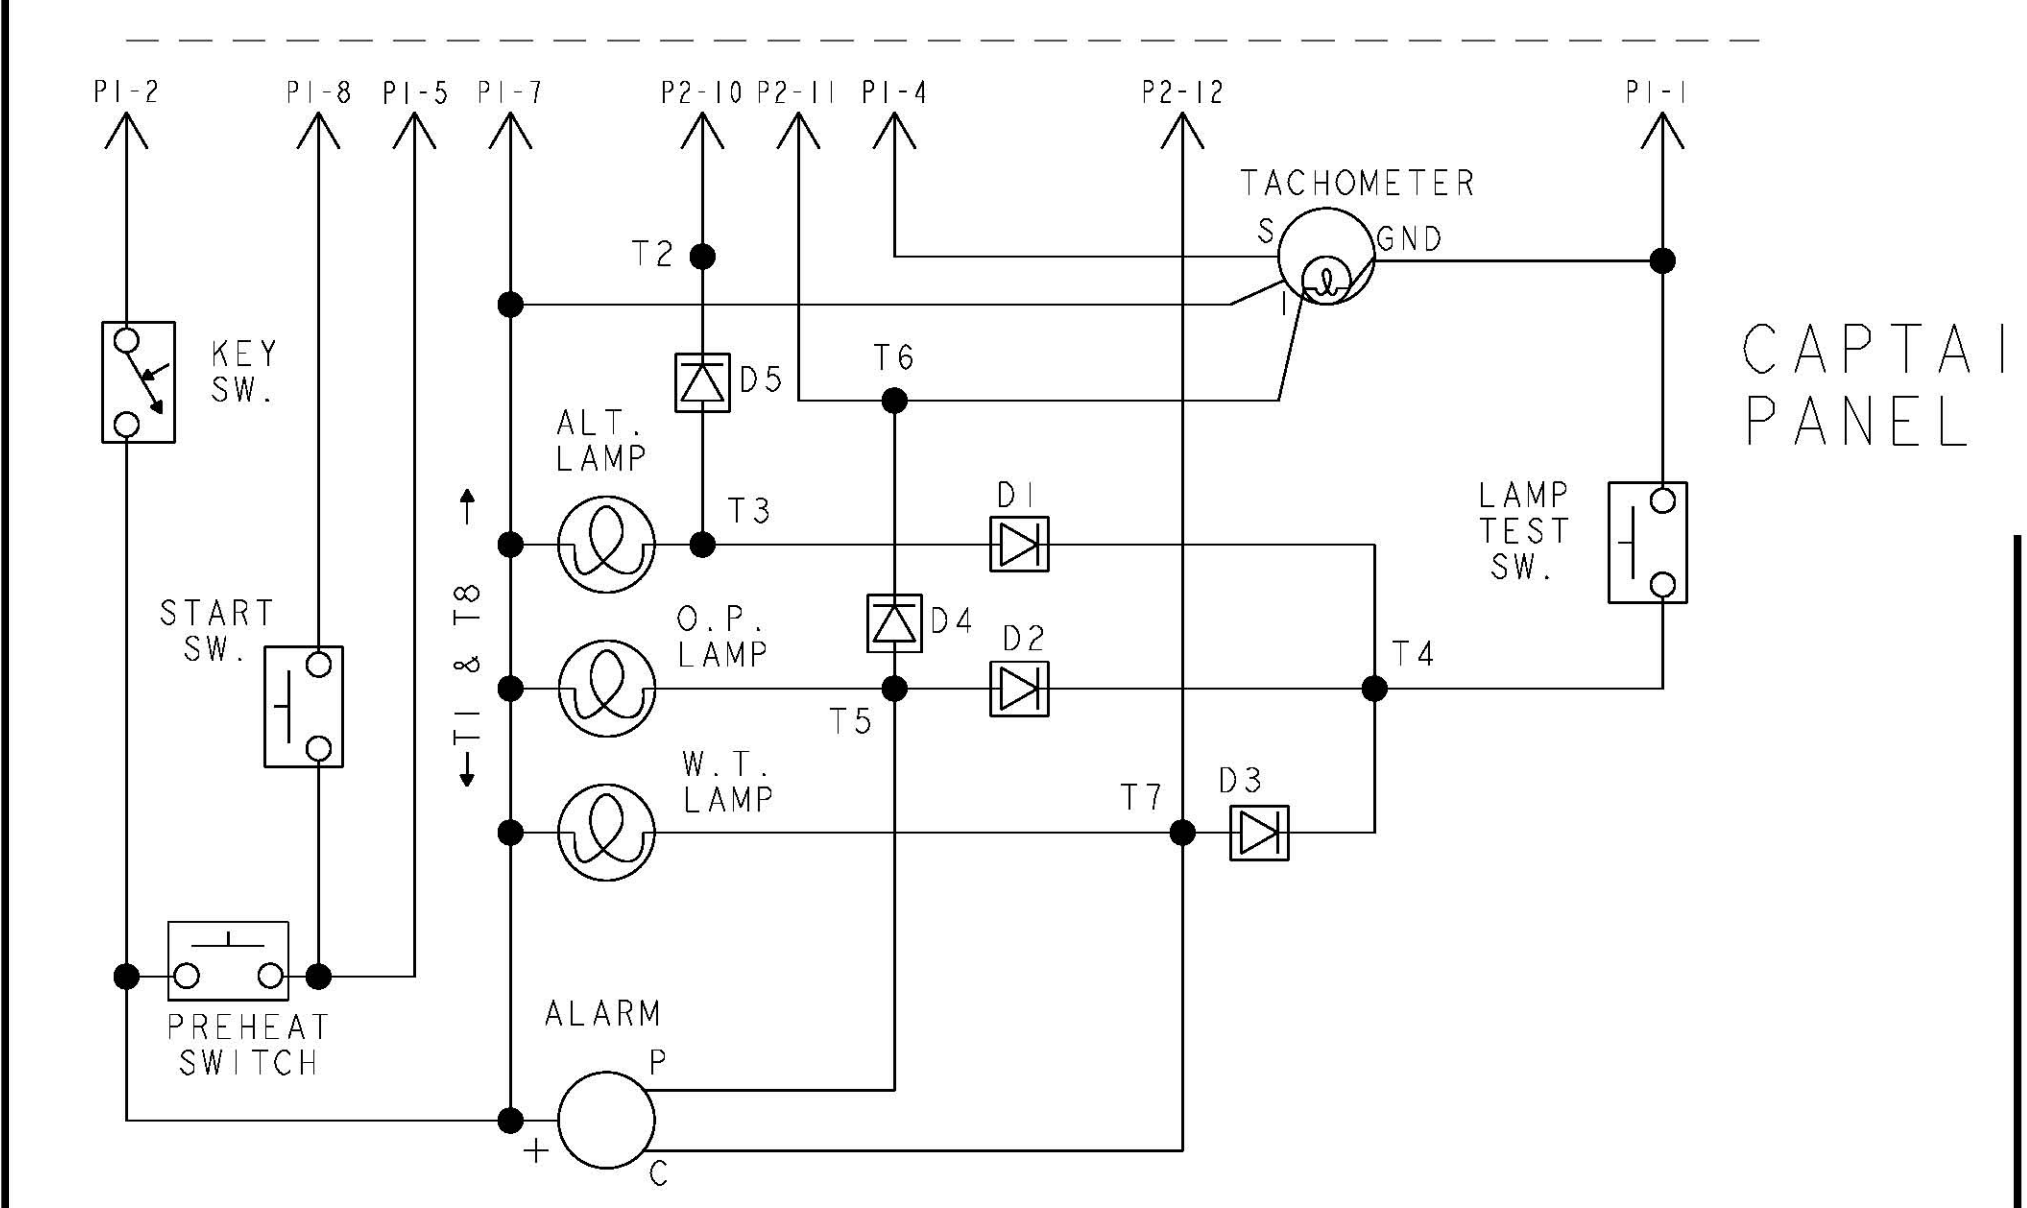 P1-2 P1-8 P1-5 P1-7 P2-10 P2-11 P1-4 P2-12 P1-1
TACHOMETER
S
GND
T2
I
KEY
SW.
CAPTAI
PANEL
T6
D5
ALT.
LAMP
LAMP
TEST
SW.
D1
T3
START
SW.
T1 & T8
O.P.
LAMP
D4
D2
T4
T5
W.T.
LAMP
T7
D3
PREHEAT
SWITCH
ALARM
P
+
C